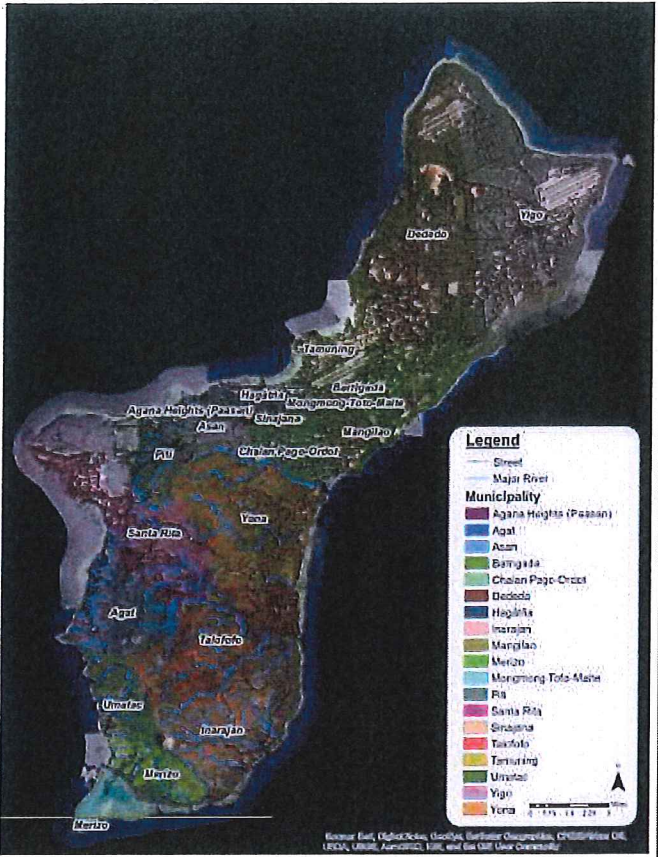 Yigo
Dededo
Tamuning
Barrigada
Hagåtña
Mongmong-Toto-Maite
Agana Heights (Paasan)
Sinajana
Asan
Mangilao
Piti
Chalan Pago-Ordot
Yona
Santa Rita
Agat
Talofofo
Umatac
Inarajan
Merizo
Merizo
Legend
Street
Major River
Municipality
Agana Heights (Paasan)
Agat
Asan
Barrigada
Chalan Pago-Ordot
Dededo
Hagåtña
Inarajan
Mangilao
Merizo
Mongmong-Toto-Maite
Piti
Santa Rita
Sinajana
Talofofo
Tamuning
Umatac
Yigo
Yona